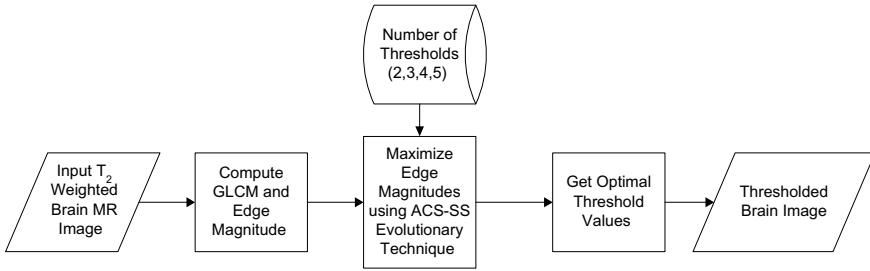 Number of
Thresholds
(2,3,4,5)
Input T2
Weighted
Brain MR
Image
Compute
GLCM and
Edge
Magnitude
Maximize
Edge
Magnitudes
using ACS-SS
Evolutionary
Technique
Get Optimal
Threshold
Values
Thresholded
Brain Image